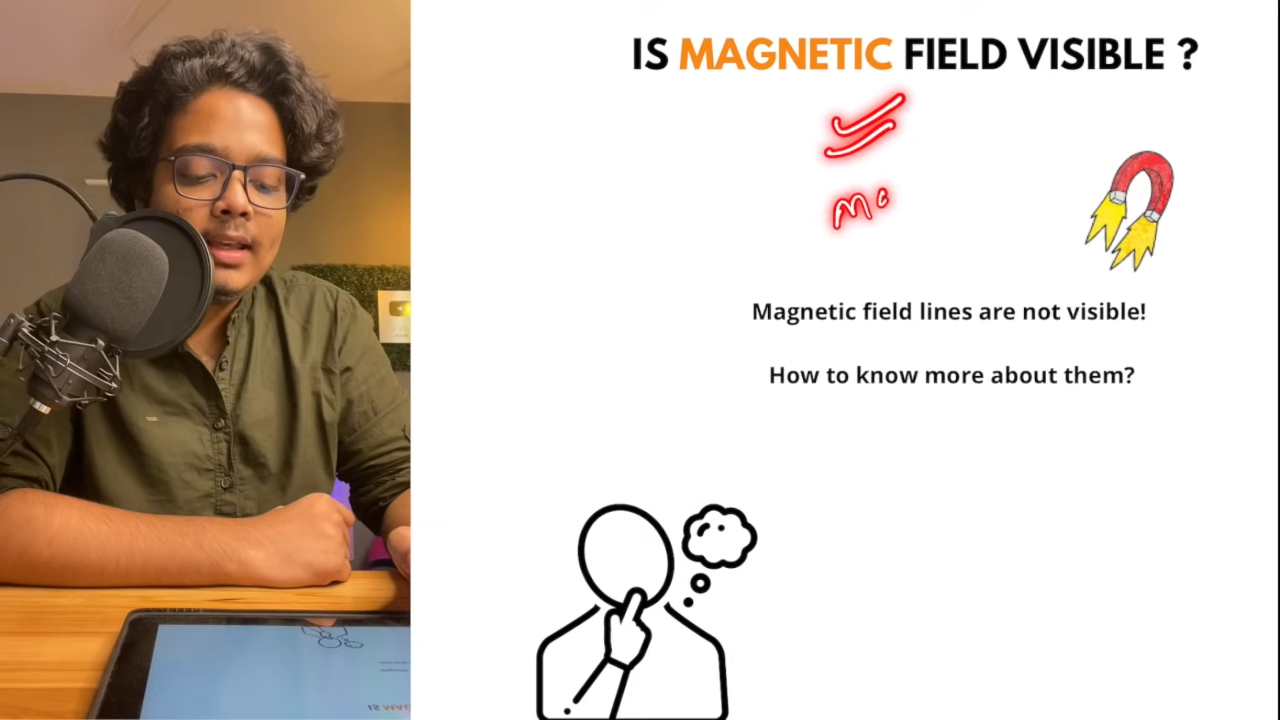 IS MAGNETIC FIELD VISIBLE ?
Magnetic field lines are not visible!
How to know more about them?